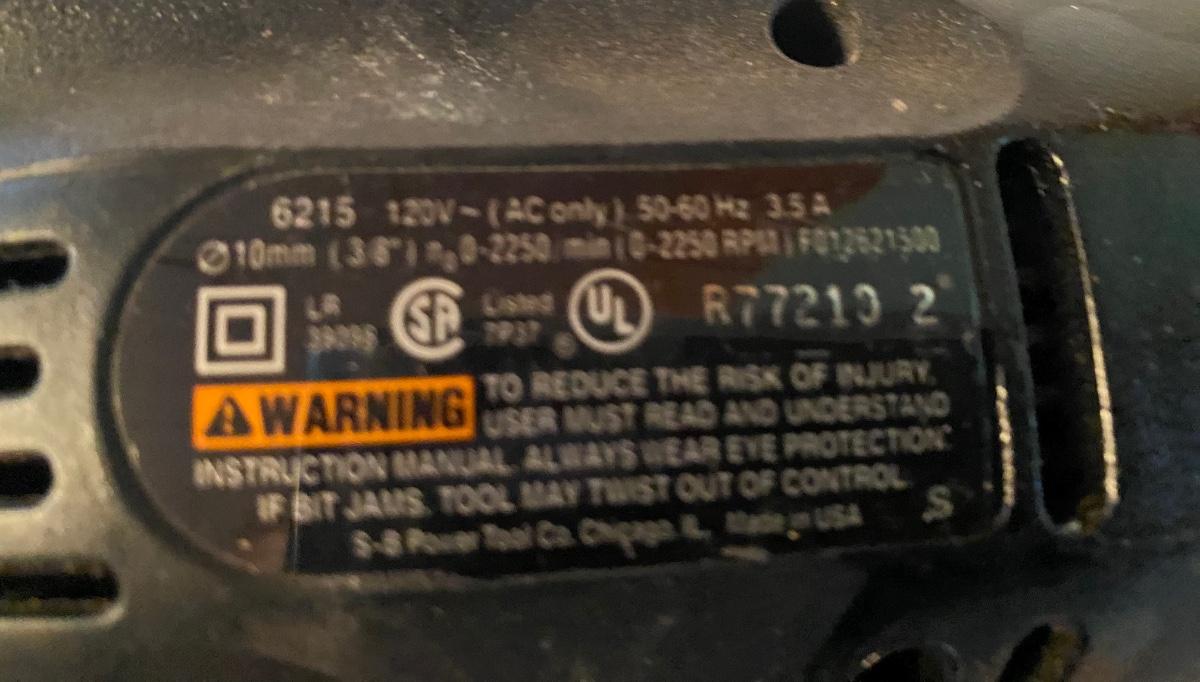 6215 120V~ (AC only) 50-60 Hz 3.5 A
⌀10mm (3/8") n₀ 0-2250/min (0-2250 RPM) F012621500
LR SA Listed UL R77219 2
® 
WARNING TO REDUCE THE RISK OF INJURY,
USER MUST READ AND UNDERSTAND
INSTRUCTION MANUAL. ALWAYS WEAR EYE PROTECTION.
IF BIT JAMS, TOOL MAY TWIST OUT OF CONTROL.
S-B Power Tool Co. Chicago, IL. Made in USA S